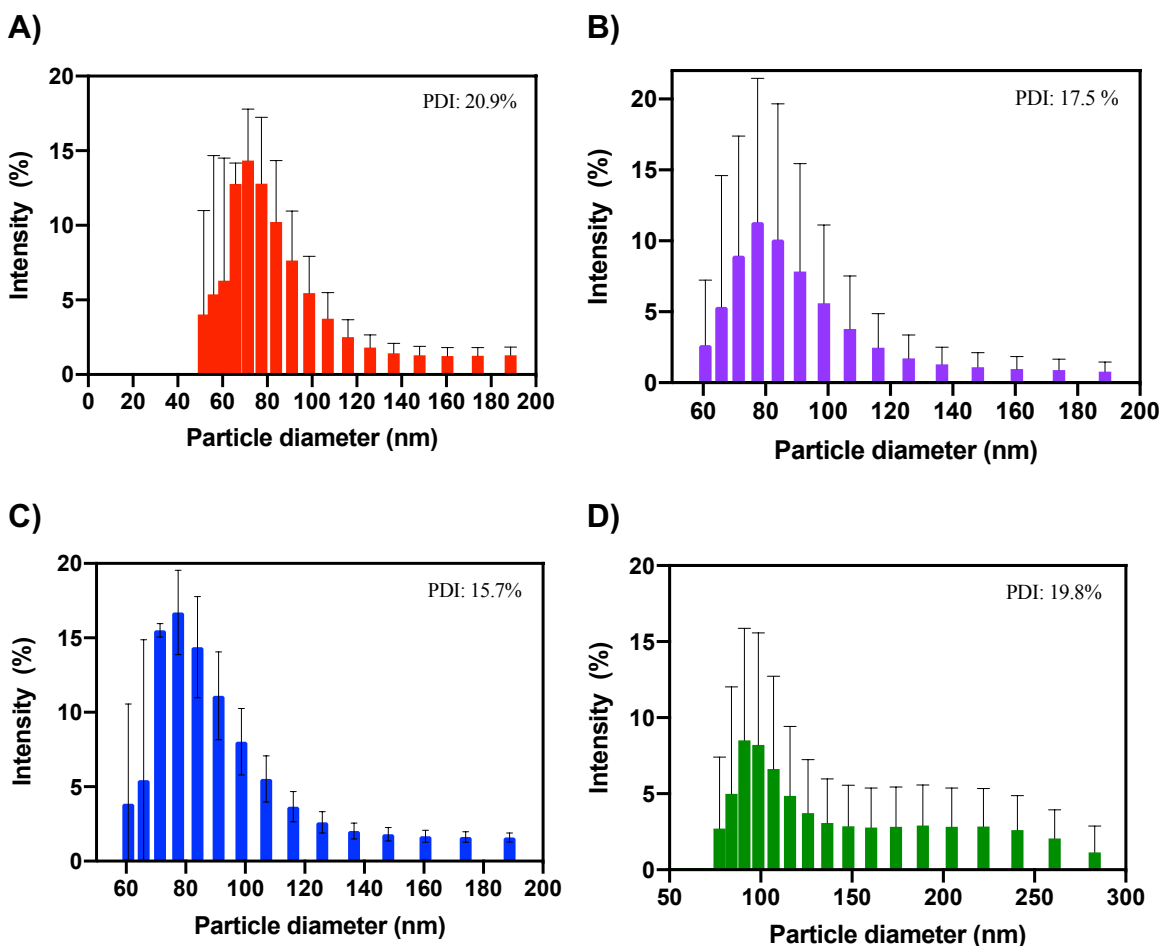 A)
PDI: 20.9%
Intensity (%)
20
15
10
5
0
0 20 40 60 80 100 120 140 160 180 200
Particle diameter (nm)
B)
PDI: 17.5 %
Intensity (%)
20
15
10
5
0
60 80 100 120 140 160 180 200
Particle diameter (nm)
C)
PDI: 15.7%
Intensity (%)
20
15
10
5
0
60 80 100 120 140 160 180 200
Particle diameter (nm)
D)
PDI: 19.8%
Intensity (%)
20
15
10
5
0
50 100 150 200 250 300
Particle diameter (nm)